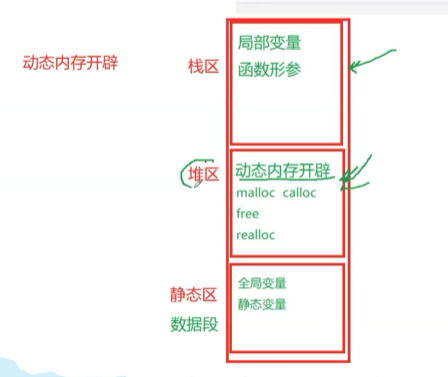 动态内存开辟
栈区
局部变量
函数形参
堆区
动态内存开辟
malloc calloc
free
realloc
静态区
数据段
全局变量
静态变量